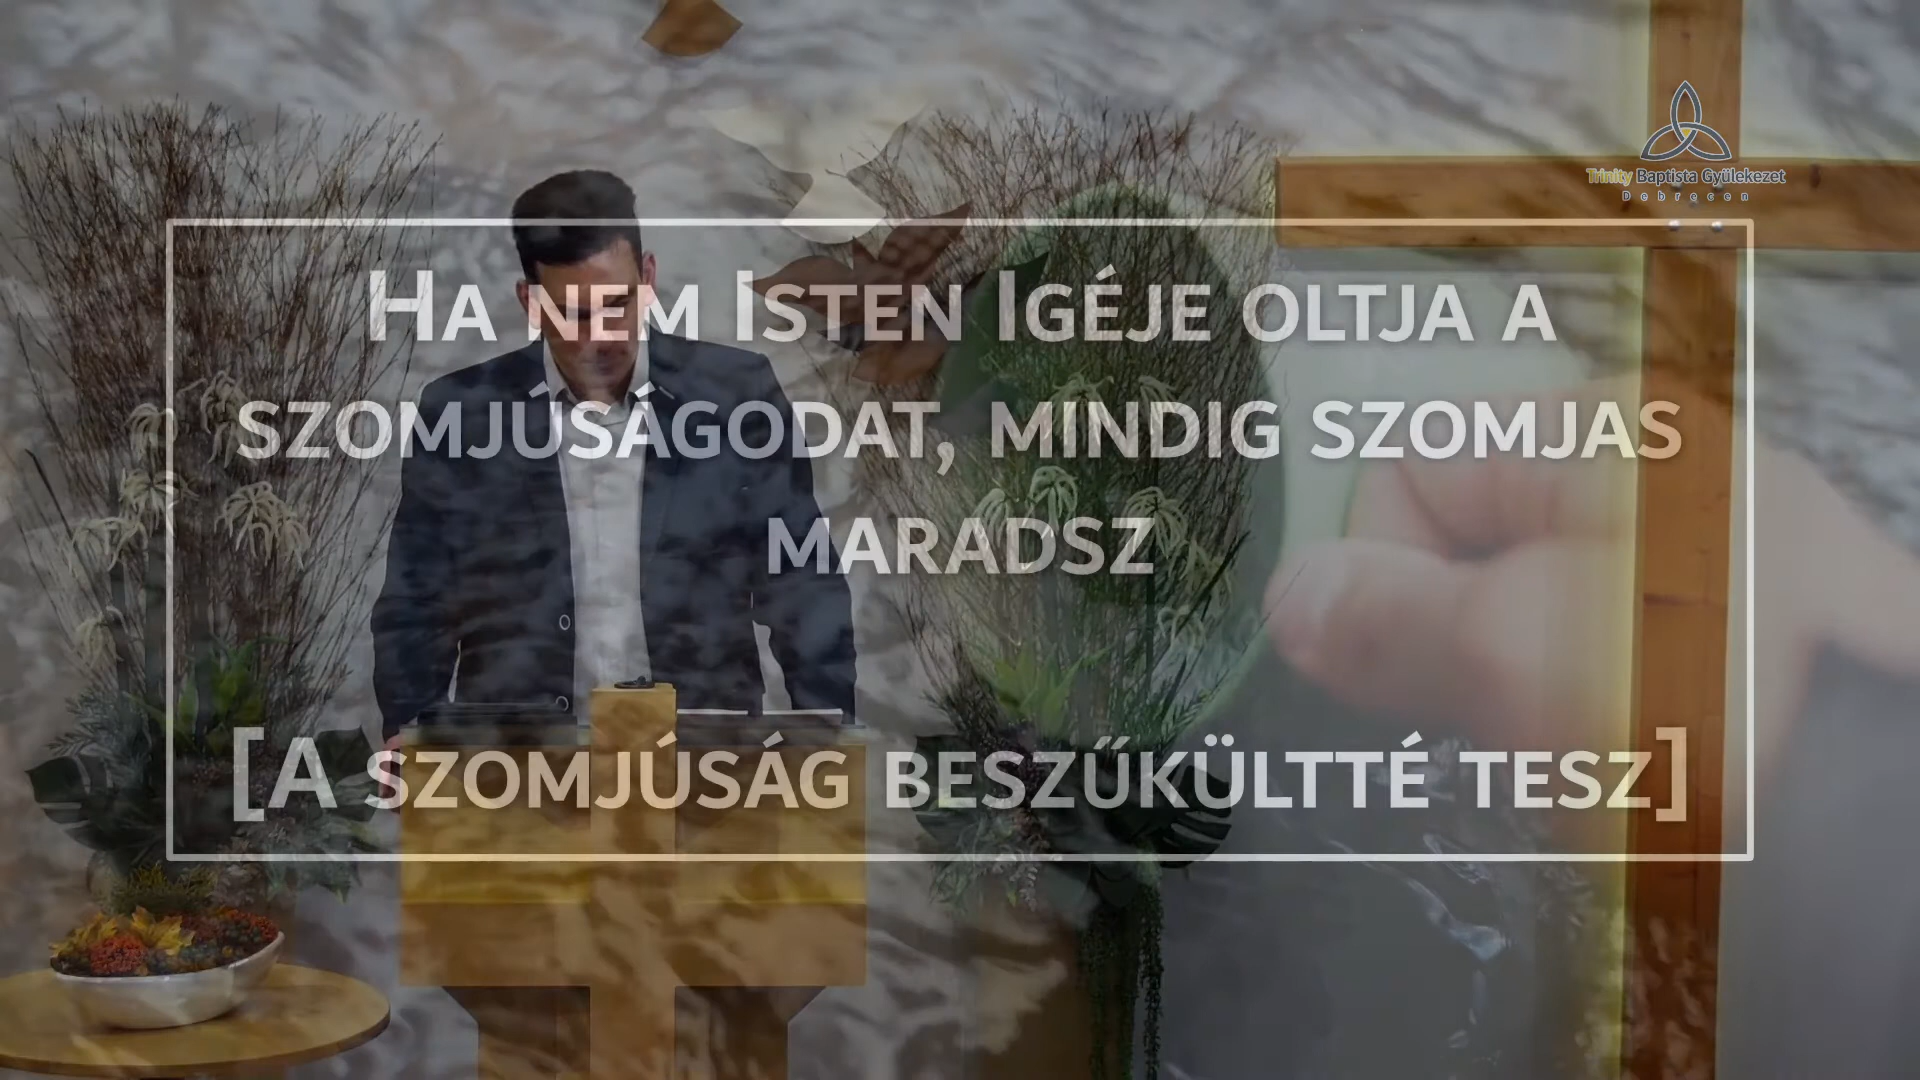 Trinity Baptista Gyülekezet
Debrecen
Ha nem Isten Igéje oltja a
szomjúságodat, mindig szomjas
maradsz
[A szomjúság beszűkültté tesz]